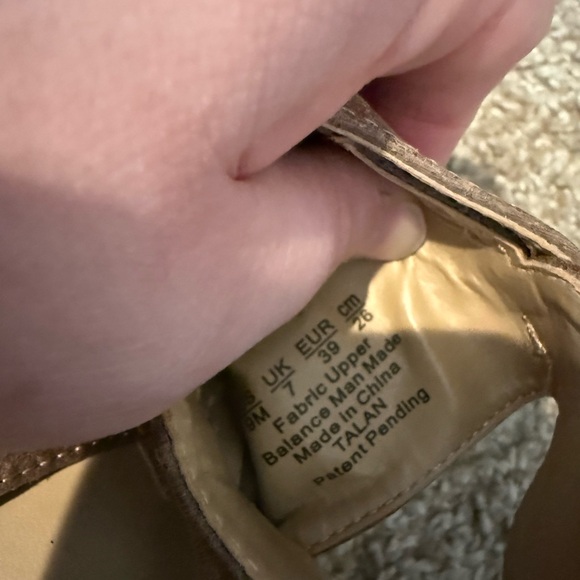 UK EUR cm
9M 7 39 26
Fabric Upper
Balance Man Made
Made in China
TALAN
Patent Pending